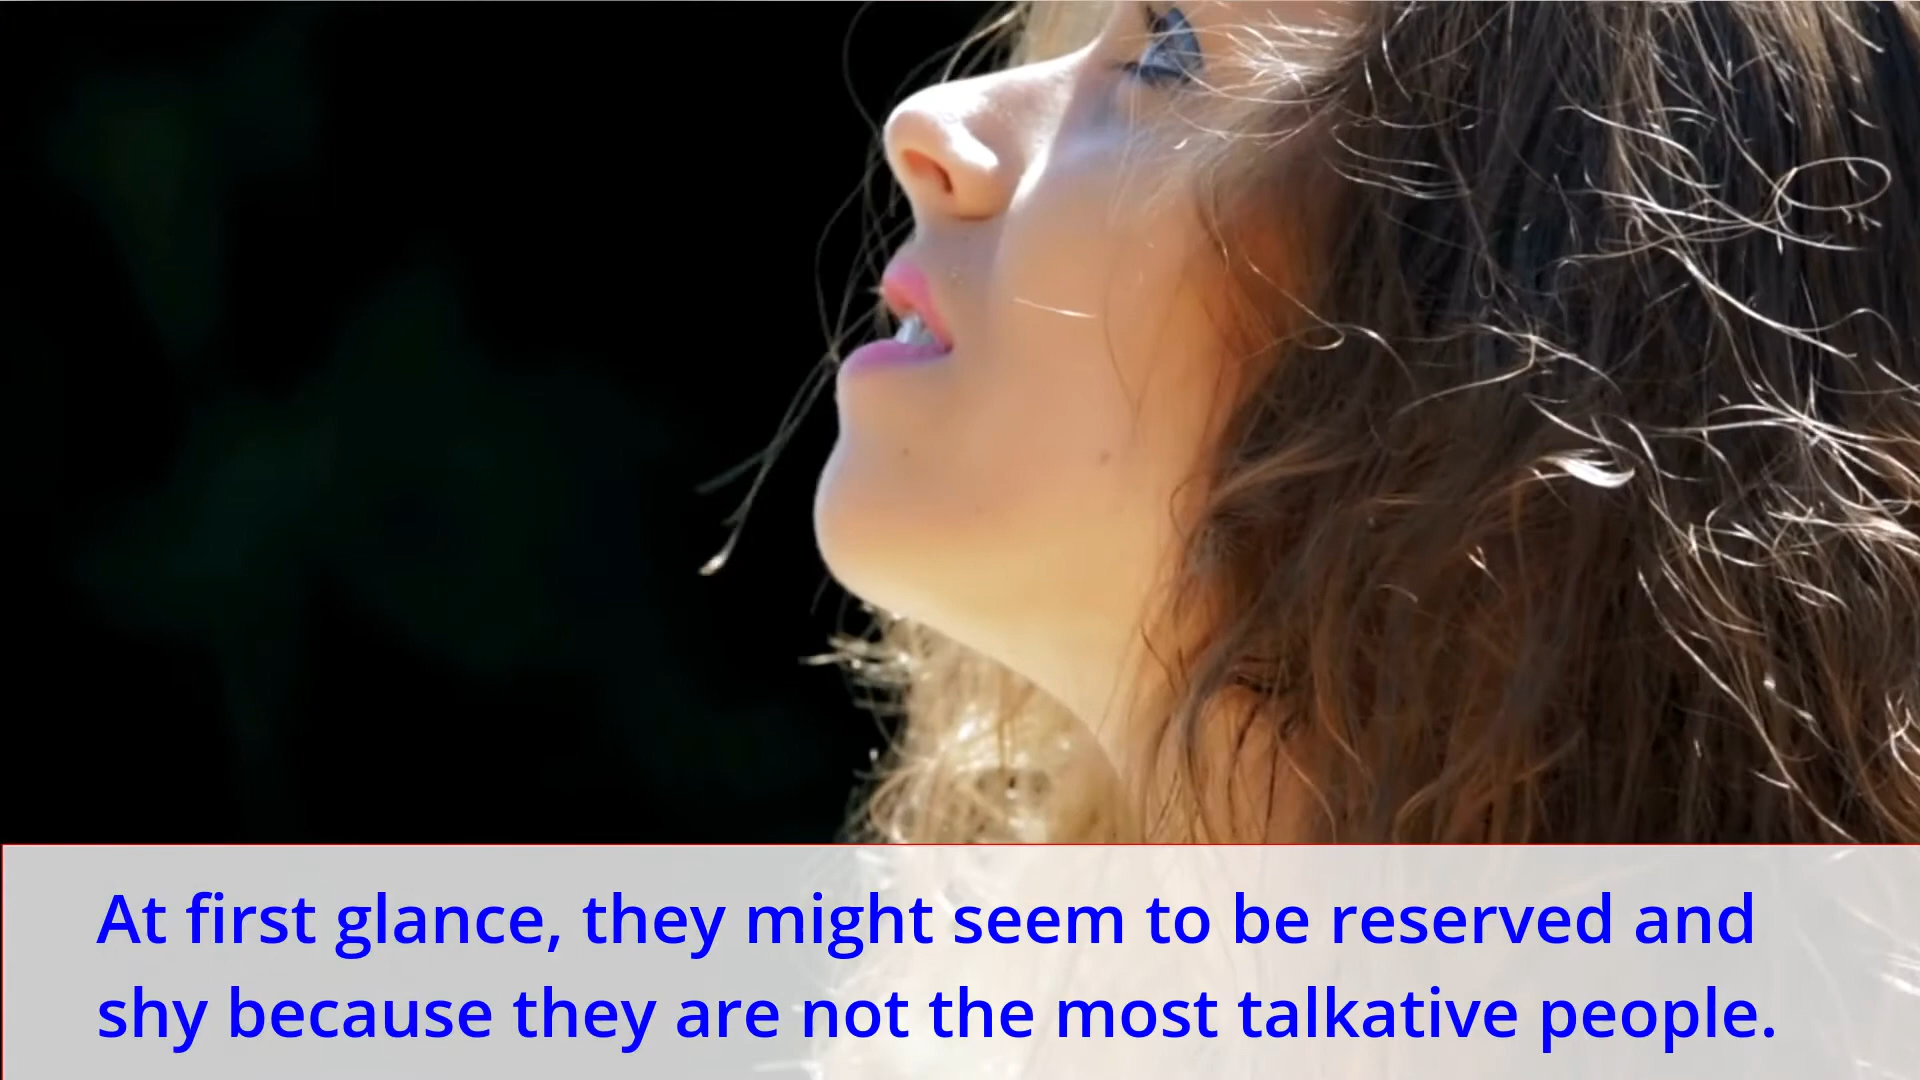 At first glance, they might seem to be reserved and
shy because they are not the most talkative people.